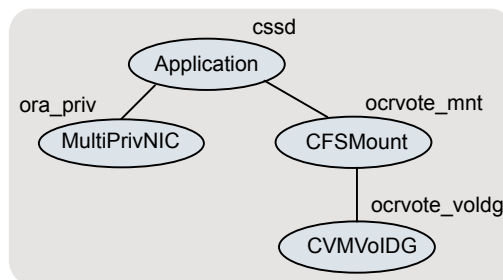 cssd
Application
ora_priv
ocrvote_mnt
MultiPrivNIC
CFSMount
ocrvote_voldg
CVMVolDG